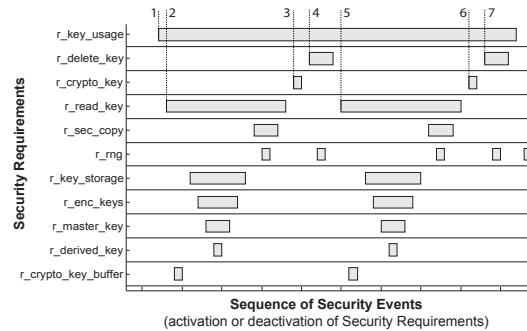 1 2 3 4 5 6 7
r_key_usage
r_delete_key
r_crypto_key
r_read_key
r_sec_copy
r_rng
r_key_storage
r_enc_keys
r_master_key
r_derived_key
r_crypto_key_buffer
Security Requirements
Sequence of Security Events
(activation or deactivation of Security Requirements)